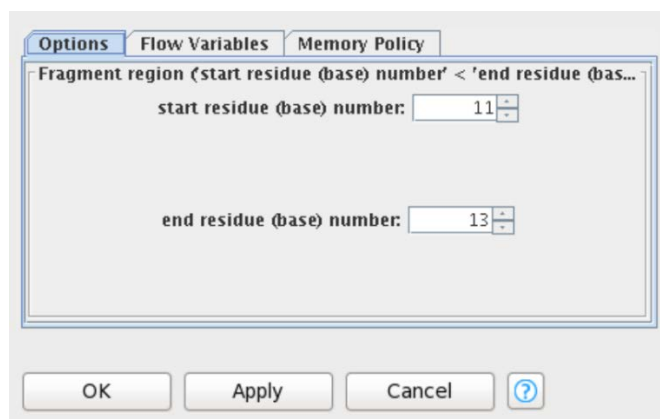 Options Flow Variables Memory Policy
Fragment region ('start residue (base) number' < 'end residue (bas...
start residue (base) number: 11
end residue (base) number: 13
OK Apply Cancel ?